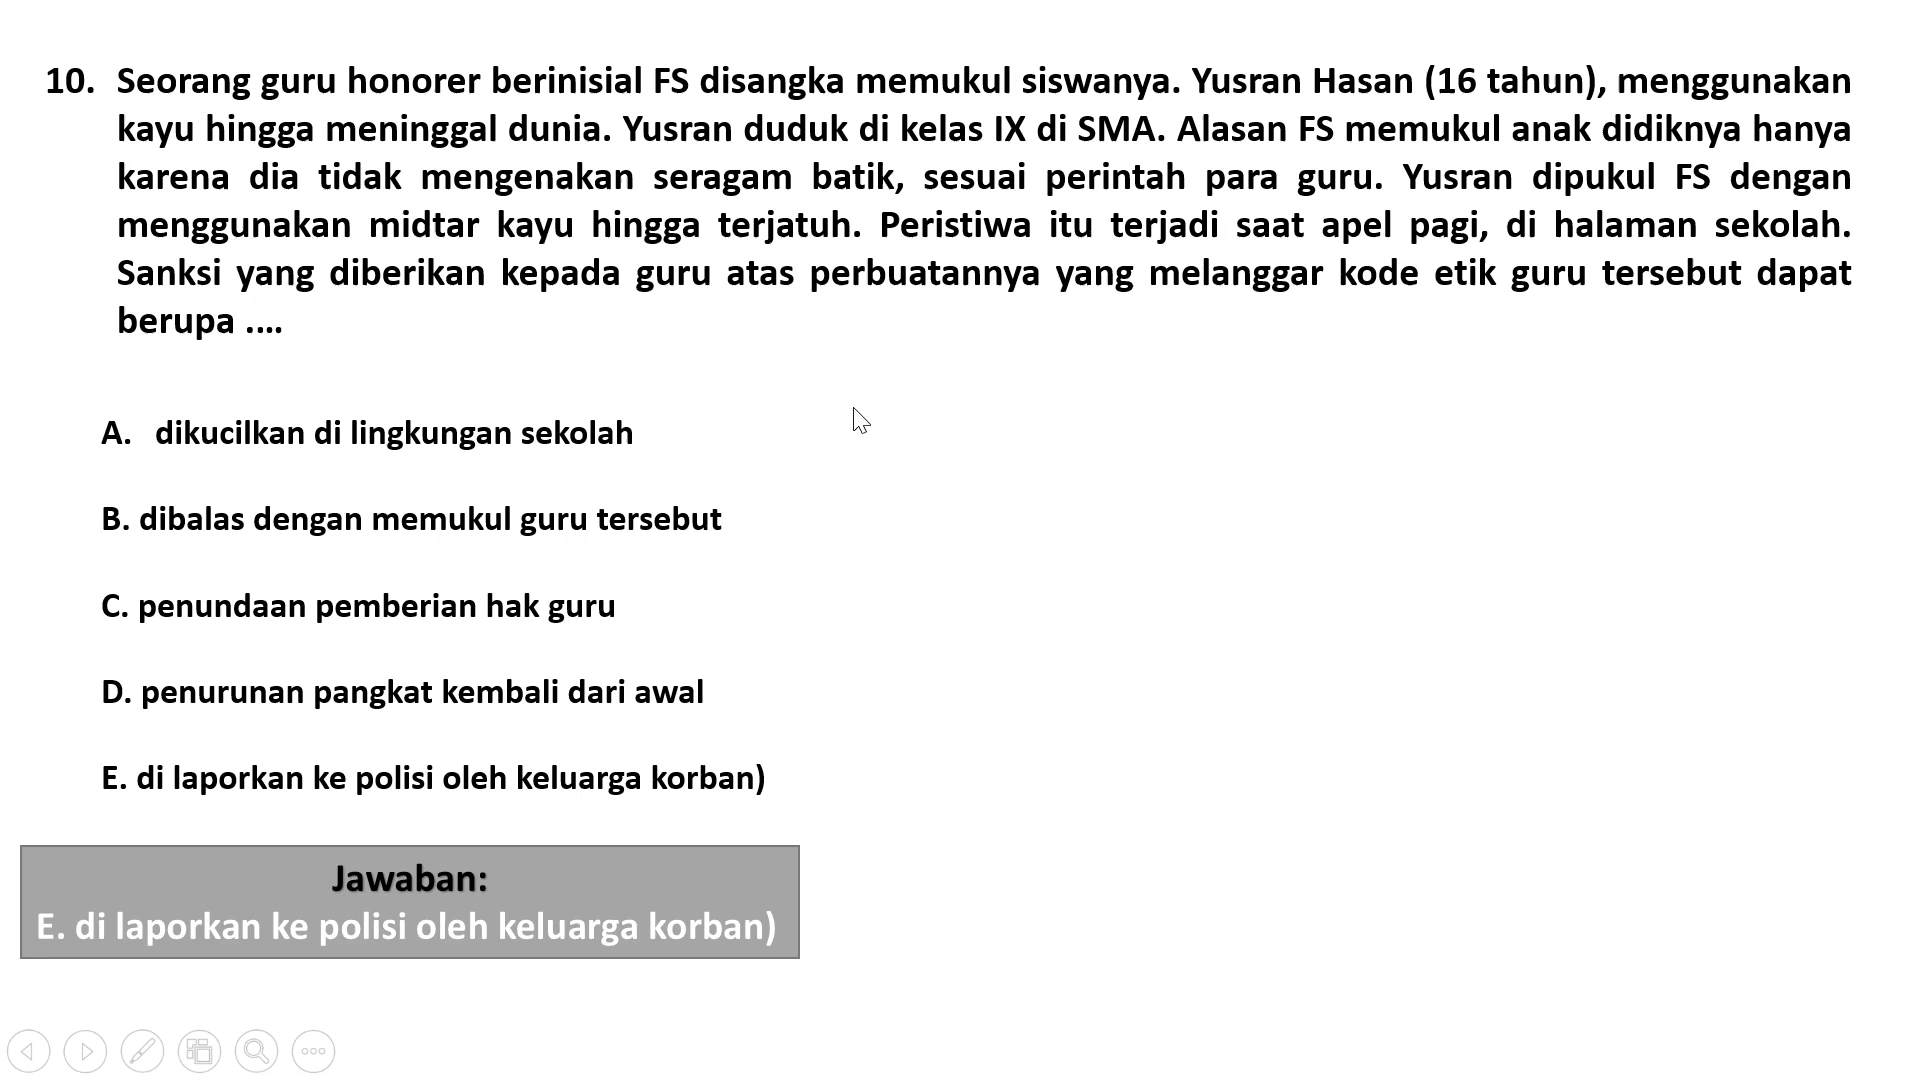 10. Seorang guru honorer berinisial FS disangka memukul siswanya. Yusran Hasan (16 tahun), menggunakan
kayu hingga meninggal dunia. Yusran duduk di kelas IX di SMA. Alasan FS memukul anak didiknya hanya
karena dia tidak mengenakan seragam batik, sesuai perintah para guru. Yusran dipukul FS dengan
menggunakan midtar kayu hingga terjatuh. Peristiwa itu terjadi saat apel pagi, di halaman sekolah.
Sanksi yang diberikan kepada guru atas perbuatannya yang melanggar kode etik guru tersebut dapat
berupa ....
A. dikucilkan di lingkungan sekolah
B. dibalas dengan memukul guru tersebut
C. penundaan pemberian hak guru
D. penurunan pangkat kembali dari awal
E. di laporkan ke polisi oleh keluarga korban)
Jawaban:
E. di laporkan ke polisi oleh keluarga korban)